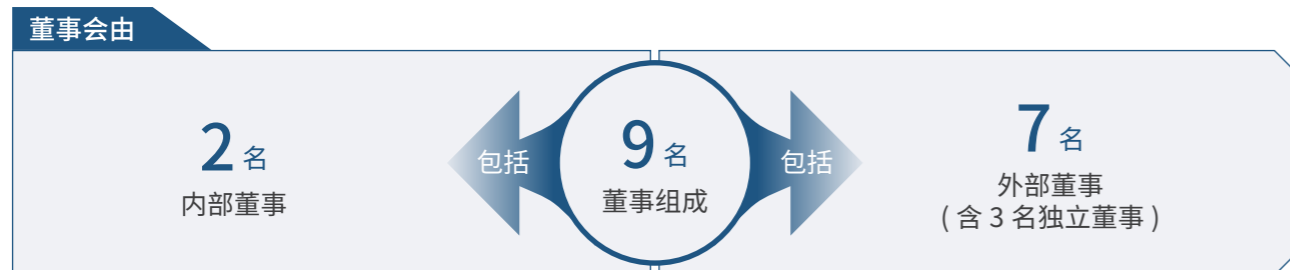 董事会由
2 名
内部董事
包括
9 名
董事组成
包括
7 名
外部董事
( 含 3 名独立董事 )